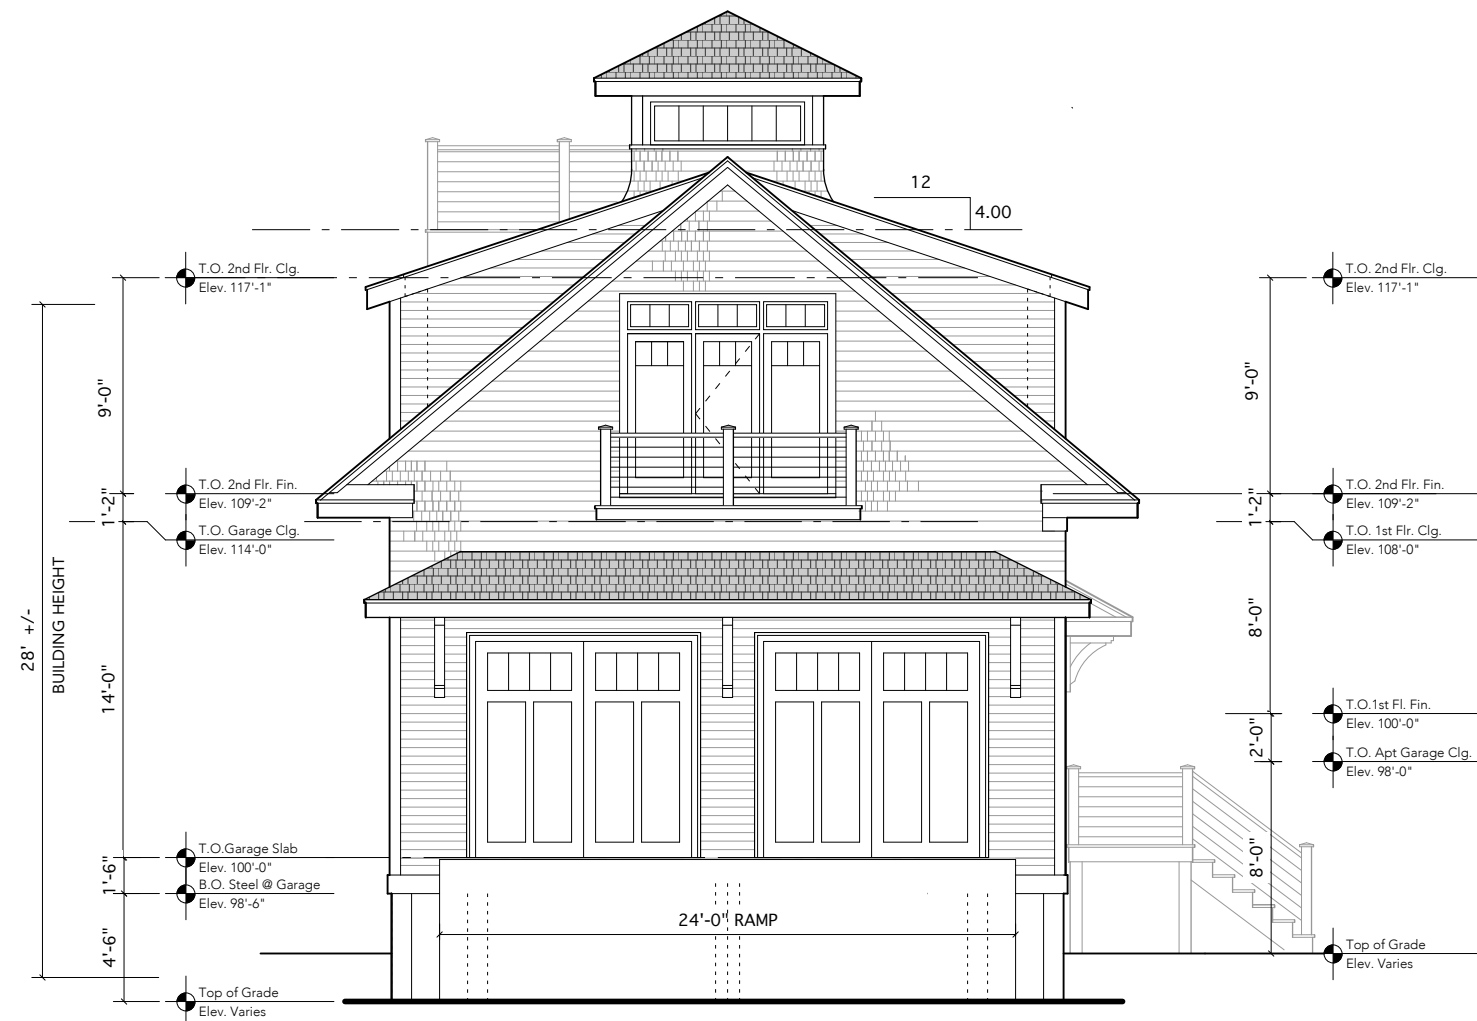 12
4.00
T.O. 2nd Flr. Clg.
Elev. 117'-1"
T.O. 2nd Flr. Clg.
Elev. 117'-1"
9'-0"
9'-0"
T.O. 2nd Flr. Fin.
Elev. 109'-2"
T.O. 2nd Flr. Fin.
Elev. 109'-2"
1'-2"
1'-2"
T.O. Garage Clg.
Elev. 114'-0"
T.O. 1st Flr. Clg.
Elev. 108'-0"
28' +/-
BUILDING HEIGHT
14'-0"
8'-0"
T.O.1st Fl. Fin.
Elev. 100'-0"
2'-0"
T.O. Apt Garage Clg.
Elev. 98'-0"
T.O.Garage Slab
Elev. 100'-0"
1'-6"
B.O. Steel @ Garage
Elev. 98'-6"
8'-0"
24'-0" RAMP
4'-6"
Top of Grade
Elev. Varies
Top of Grade
Elev. Varies